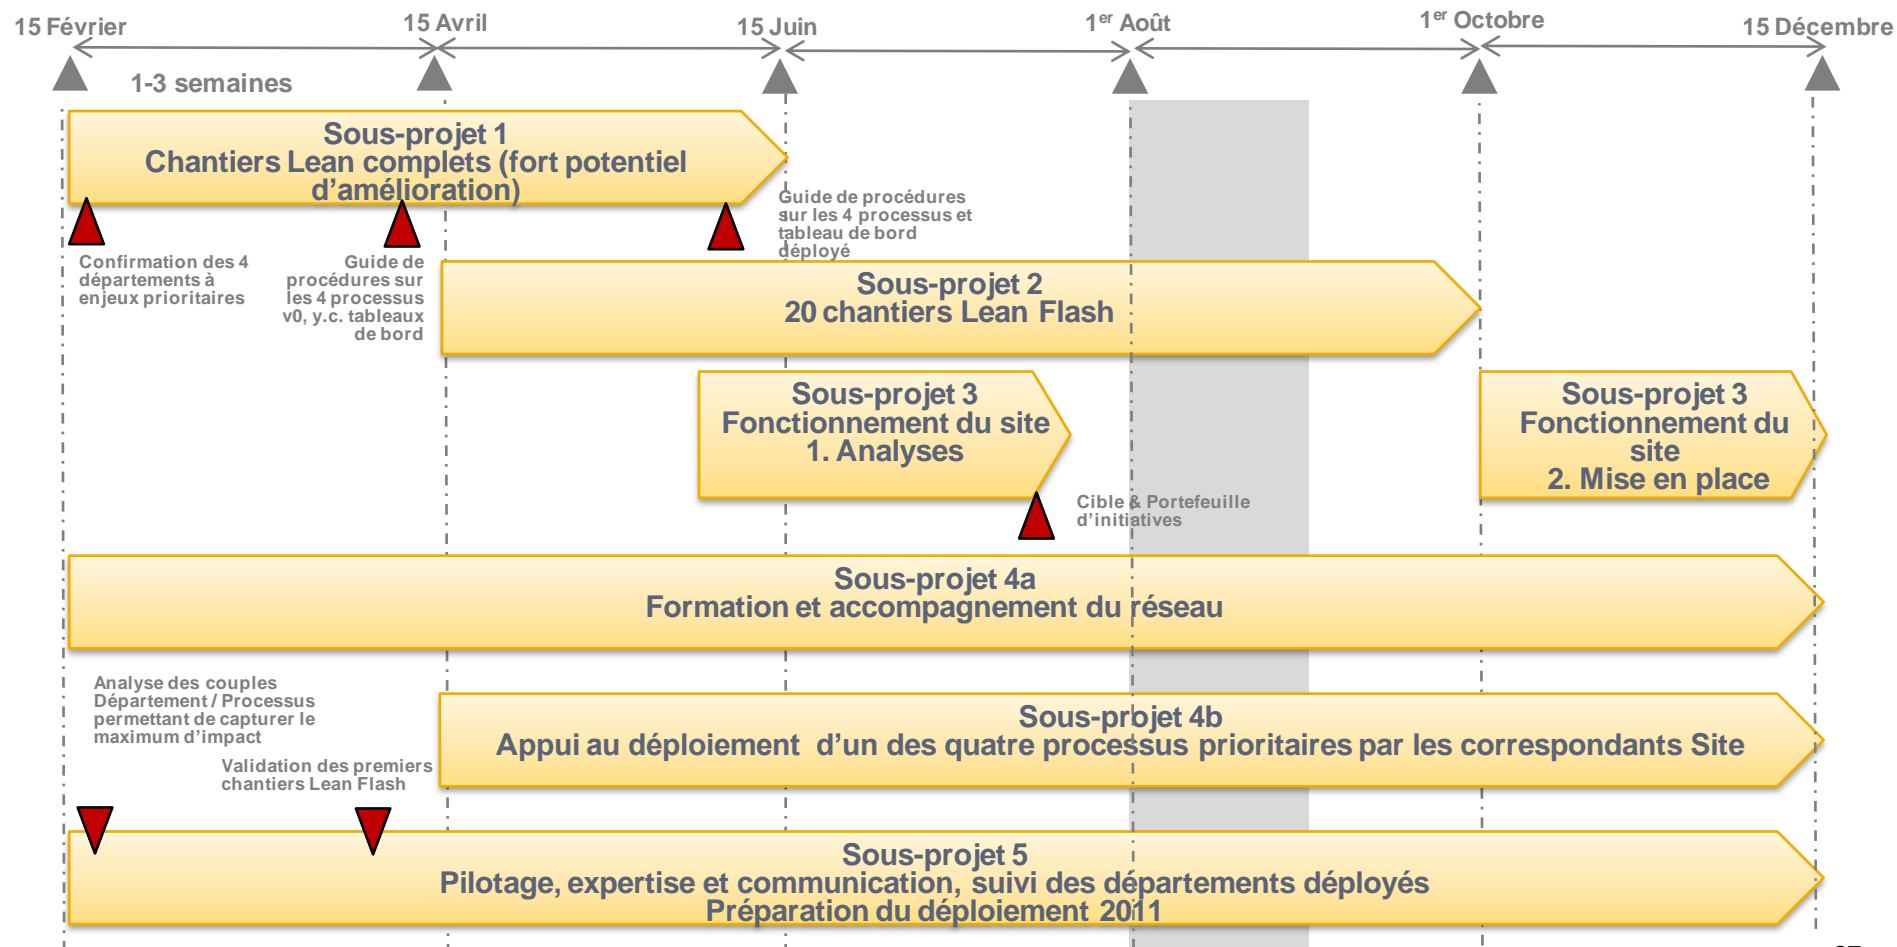 15 Février
15 Avril
15 Juin
1er Août
1er Octobre
15 Décembre
1-3 semaines
Sous-projet 1
Chantiers Lean complets (fort potentiel
d’amélioration)
Confirmation des 4
départements à
enjeux prioritaires
Guide de
procédures sur
les 4 processus
v0, y.c. tableaux
de bord
Guide de procédures
sur les 4 processus et
tableau de bord
déployé
Sous-projet 2
20 chantiers Lean Flash
Sous-projet 3
Fonctionnement du site
1. Analyses
Cible & Portefeuille
d’initiatives
Sous-projet 3
Fonctionnement du
site
2. Mise en place
Sous-projet 4a
Formation et accompagnement du réseau
Analyse des couples
Département / Processus
permettant de capturer le
maximum d’impact
Sous-projet 4b
Appui au déploiement d’un des quatre processus prioritaires par les correspondants Site
Validation des premiers
chantiers Lean Flash
Sous-projet 5
Pilotage, expertise et communication, suivi des départements déployés
Préparation du déploiement 2011